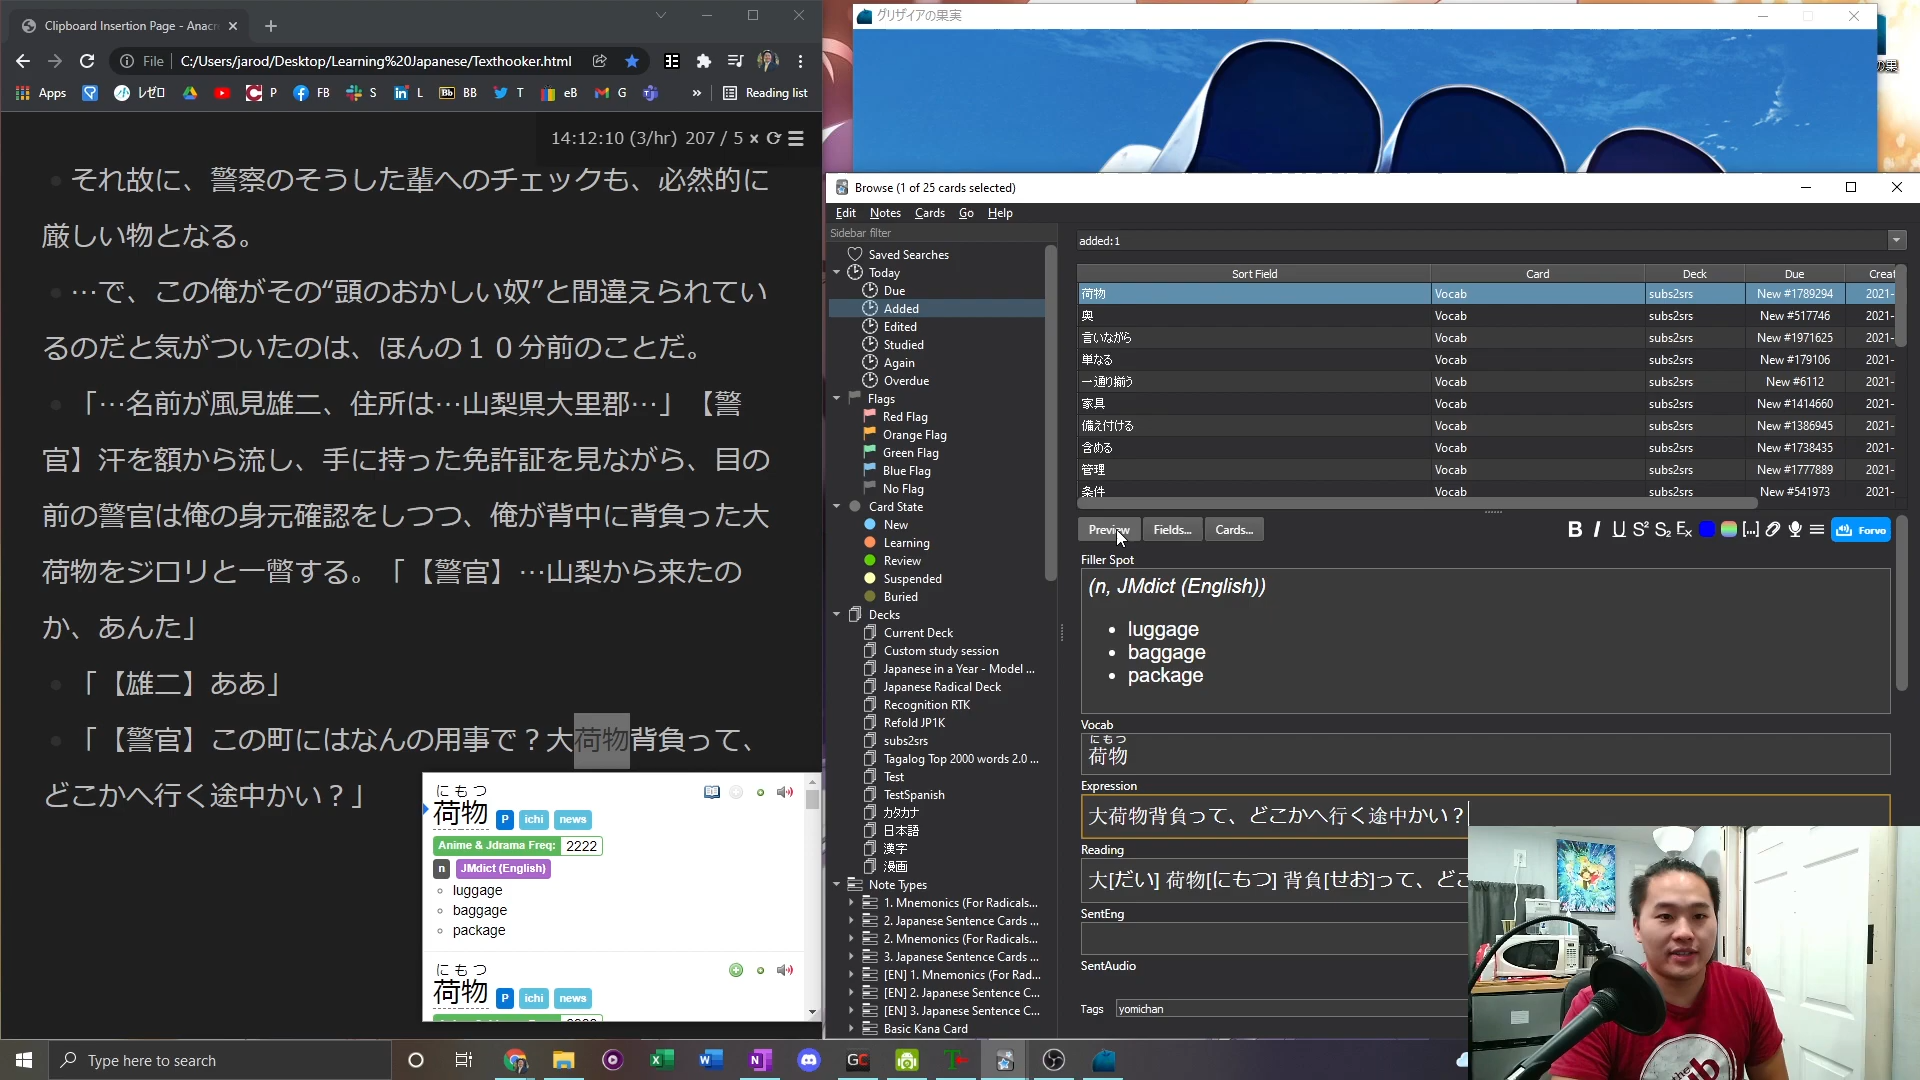 Clipboard Insertion Page - Anacr
File
C:/Users/jarod/Desktop/Learning%20Japanese/Texthooker.html
Apps
レゼロ
P
FB
S
L
BB
T
eB
G
»
Reading list
14:12:10 (3/hr) 207 / 5
それ故に、警察のそうした輩へのチェックも、必然的に
厳しい物となる。
…で、この俺がその“頭のおかしい奴”と間違えられてい
るのだと気がついたのは、ほんの１０分前のことだ。
「…名前が風見雄二、住所は…山梨県大里郡…」【警
官】汗を額から流し、手に持った免許証を見ながら、目の
前の警官は俺の身元確認をしつつ、俺が背中に背負った大
荷物をジロリと一瞥する。「【警官】…山梨から来たの
か、あんた」
「【雄二】ああ」
「【警官】この町にはなんの用事で？大荷物背負って、
どこかへ行く途中かい？」
にもつ
荷物
P
ichi
news
Anime & Jdrama Freq:
2222
n
JMdict (English)
luggage
baggage
package
にもつ
荷物
P
ichi
news
グリザイアの果実
の果
Browse (1 of 25 cards selected)
Edit
Notes
Cards
Go
Help
Sidebar filter
Saved Searches
Today
Due
Added
Edited
Studied
Again
Overdue
Flags
Red Flag
Orange Flag
Green Flag
Blue Flag
No Flag
Card State
New
Learning
Review
Suspended
Buried
Decks
Current Deck
Custom study session
Japanese in a Year - Model ...
Japanese Radical Deck
Recognition RTK
Refold JP1K
subs2srs
Tagalog Top 2000 words 2.0 ...
Test
TestSpanish
カタカナ
日本語
漢字
漫画
Note Types
1. Mnemonics (For Radicals...
2. Japanese Sentence Cards ...
2. Mnemonics (For Radicals...
3. Japanese Sentence Cards ...
[EN] 1. Mnemonics (For Rad...
[EN] 2. Japanese Sentence C...
[EN] 3. Japanese Sentence C...
Basic Kana Card
added:1
Sort Field
Card
Deck
Due
Creat
荷物 Vocab subs2srs New #1789294 2021-
奥 Vocab subs2srs New #517746 2021-
言いながら Vocab subs2srs New #1971625 2021-
単なる Vocab subs2srs New #179106 2021-
一通り揃う Vocab subs2srs New #6112 2021-
家具 Vocab subs2srs New #1414660 2021-
備え付ける Vocab subs2srs New #1386945 2021-
含める Vocab subs2srs New #1738435 2021-
管理 Vocab subs2srs New #1777889 2021-
条件 Vocab subs2srs New #541973 2021-
Preview
Fields...
Cards...
B I U S² S₂ Ex
[...]
Forvo
Filler Spot
(n, JMdict (English))
luggage
baggage
package
Vocab
にもつ
荷物
Expression
大荷物背負って、どこかへ行く途中かい？
Reading
大[だい] 荷物[にもつ] 背負[せお]って、どこ
SentEng
SentAudio
Tags
yomichan
Type here to search
GC
the